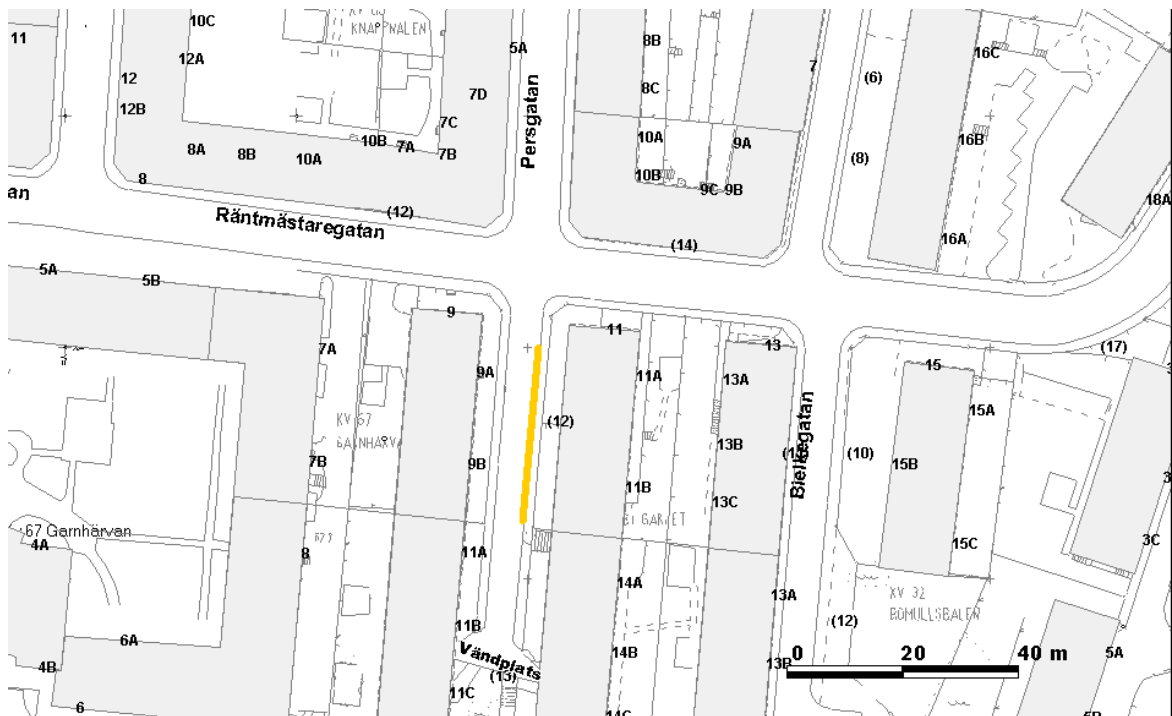 10C
KNAPPNALEN
5A
8B
16C
11
12A
7
12
(6)
7D
8C
12B
Persgatan
7C
10A
9A
16B
8A
8B
10A
10B
7A
7B
(8)
10B
9C
9B
18A
8
an
(12)
Räntmästaregatan
(14)
16A
5A
5B
9
11
7A
13
(17)
15
9A
11A
13A
KV 67
(12)
15A
13B
Bielkegatan
(10)
7B
9B
15B
11B
13C
67 Garnhärvan
4A
8
11A
15C
3C
14A
13A
KV 32
BOMULLSBALEN
11B
(12)
6A
0 20 40 m
Vändplats
14B
5A
4B
(13)
13B
11C
6
14C